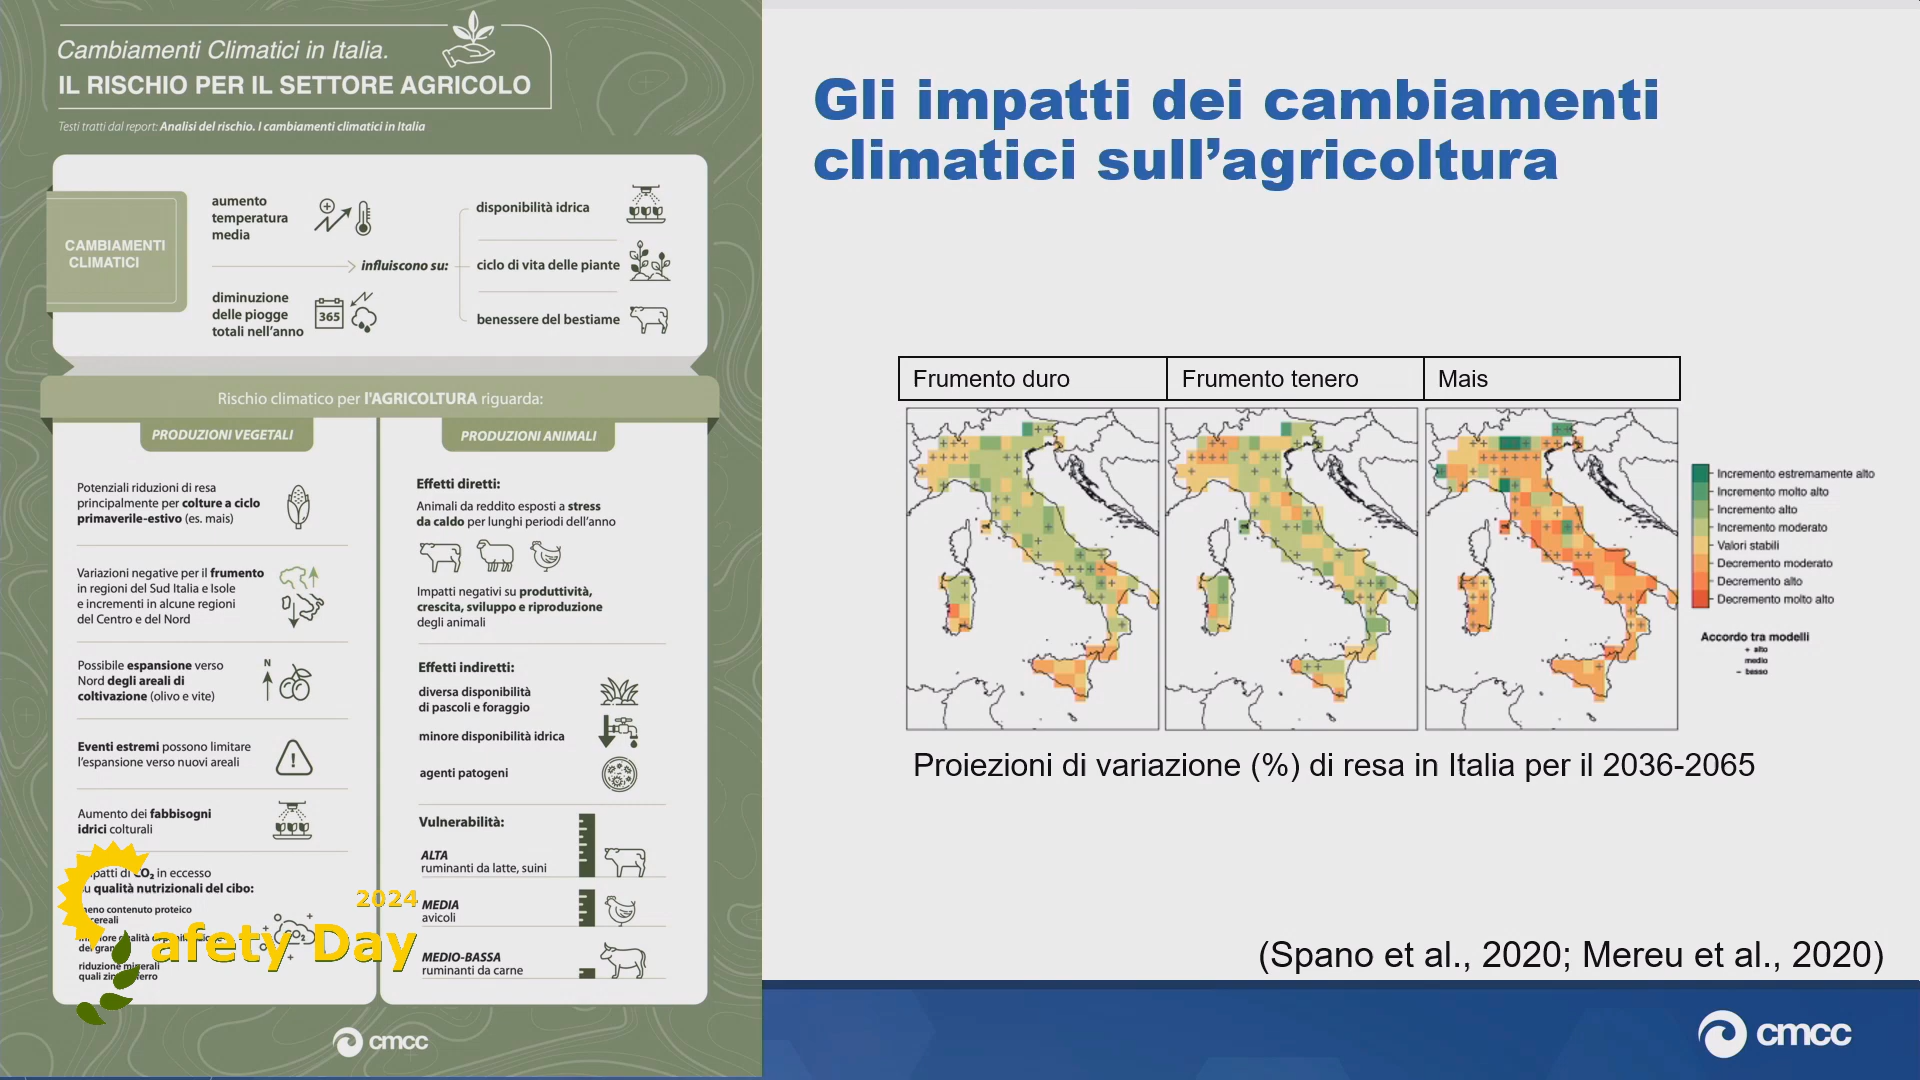 Cambiamenti Climatici in Italia.
IL RISCHIO PER IL SETTORE AGRICOLO
Testi tratti dal report: Analisi del rischio. I cambiamenti climatici in Italia
CAMBIAMENTI
CLIMATICI
aumento
temperatura
media
diminuzione
delle piogge
totali nell'anno
365
influiscono su:
disponibilità idrica
ciclo di vita delle piante
benessere del bestiame
Rischio climatico per l'AGRICOLTURA riguarda:
PRODUZIONI VEGETALI
Potenziali riduzioni di resa
principalmente per colture a ciclo
primaverile-estivo (es. mais)
Variazioni negative per il frumento
in regioni del Sud Italia e Isole
e incrementi in alcune regioni
del Centro e del Nord
Possibile espansione verso
Nord degli areali di
coltivazione (olivo e vite)
N
Eventi estremi possono limitare
l'espansione verso nuovi areali
Aumento dei fabbisogni
idrici colturali
di CO₂ in eccesso
qualità nutrizionali del cibo:
contenuto proteico
riduzione minerali
quali ferro
2024
afety Day
PRODUZIONI ANIMALI
Effetti diretti:
Animali da reddito esposti a stress
da caldo per lunghi periodi dell'anno
Impatti negativi su produttività,
crescita, sviluppo e riproduzione
degli animali
Effetti indiretti:
diversa disponibilità
di pascoli e foraggio
minore disponibilità idrica
agenti patogeni
Vulnerabilità:
ALTA
ruminanti da latte, suini
MEDIA
avicoli
MEDIO-BASSA
ruminanti da carne
cmcc
Gli impatti dei cambiamenti
climatici sull'agricoltura
Frumento duro
Frumento tenero
Mais
Incremento estremamente alto
Incremento molto alto
Incremento alto
Incremento moderato
Valori stabili
Decremento moderato
Decremento alto
Decremento molto alto
Accordo tra modelli
+ alto
medio
- basso
Proiezioni di variazione (%) di resa in Italia per il 2036-2065
(Spano et al., 2020; Mereu et al., 2020)
cmcc